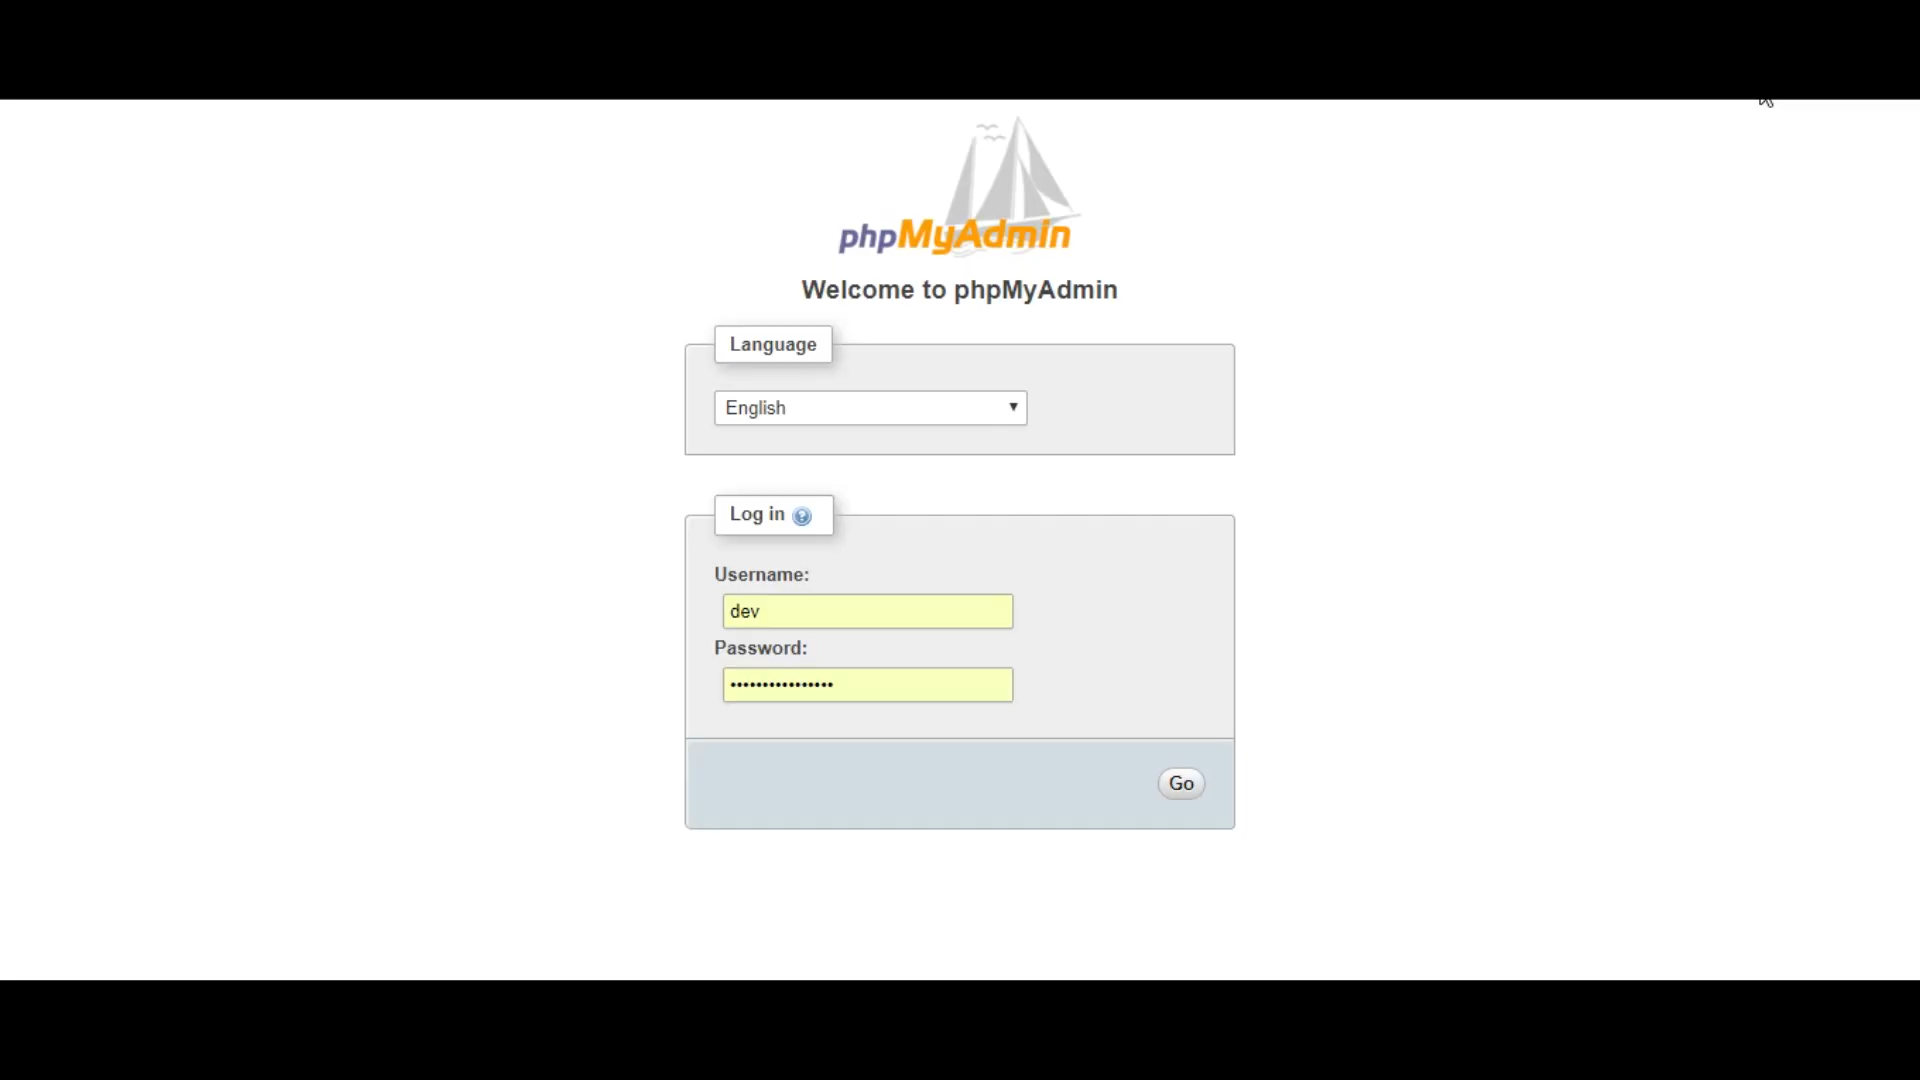 phpMyAdmin
Welcome to phpMyAdmin
Language
English
Log in
Username:
dev
Password:
••••••••••••••••
Go